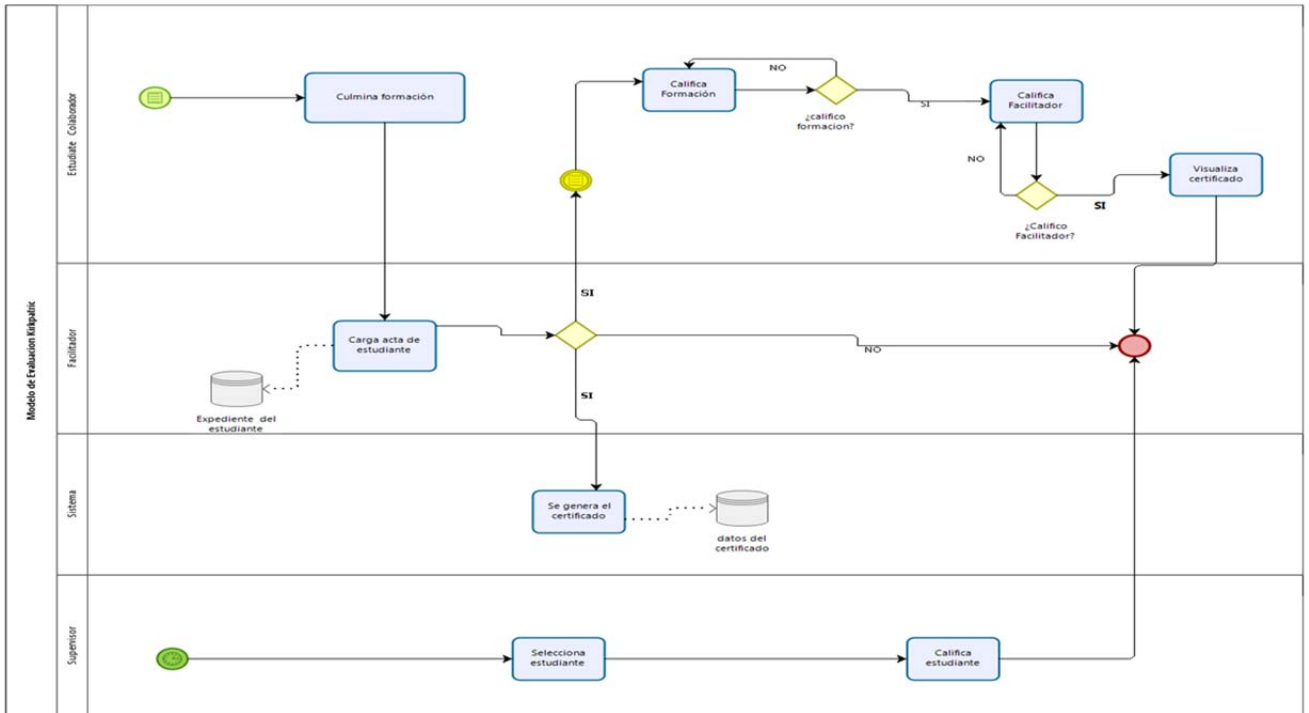 Modelo de Evaluacion Kirkpatric
Estudiate Colaborador
Culmina formación
Califica
Formación
NO
¿califico
formacion?
SI
Califica
Facilitador
NO
¿Califico
Facilitador?
SI
Visualiza
certificado
Facilitador
Carga acta de
estudiante
Expediente del
estudiante
SI
NO
SI
Sistema
Se genera el
certificado
datos del
certificado
Supervisor
Selecciona
estudiante
Califica
estudiante